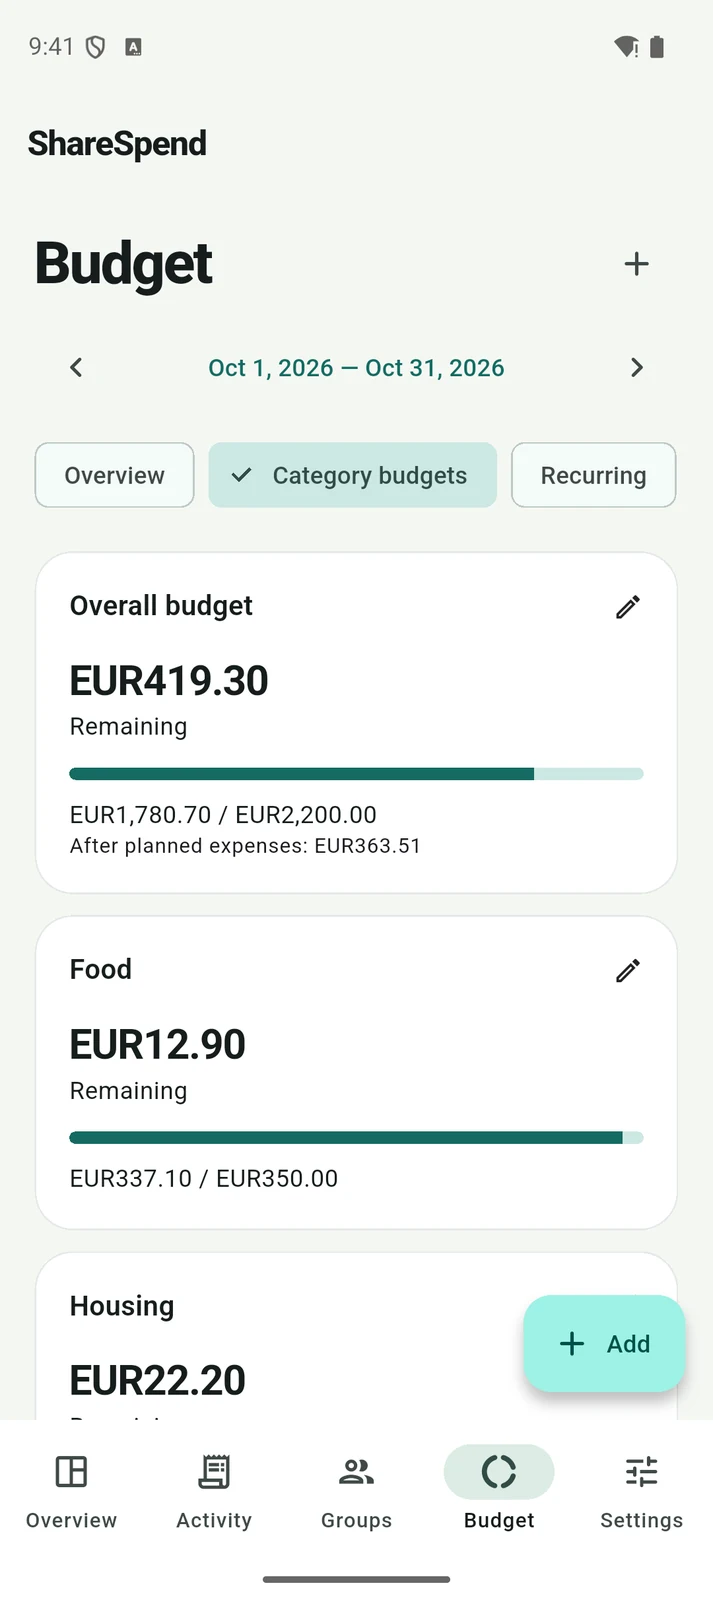 9:41
ShareSpend
Budget
Oct 1, 2026 — Oct 31, 2026
Overview
Category budgets
Recurring
Overall budget
EUR419.30
Remaining
EUR1,780.70 / EUR2,200.00
After planned expenses: EUR363.51
Food
EUR12.90
Remaining
EUR337.10 / EUR350.00
Housing
EUR22.20
Add
Overview
Activity
Groups
Budget
Settings